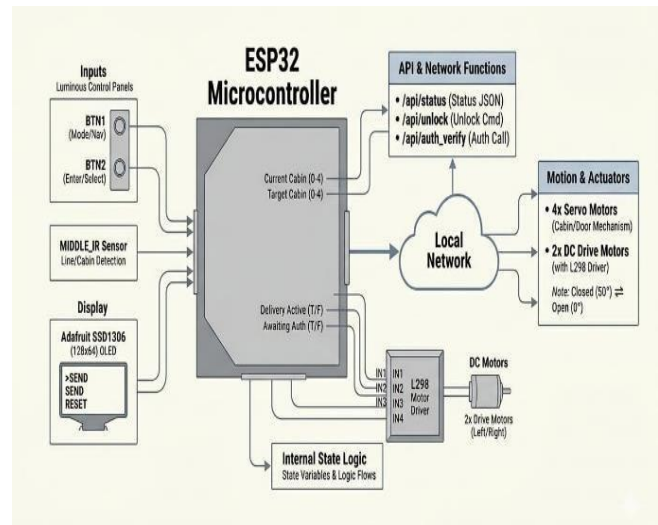 ESP32
Microcontroller
Inputs
Luminous Control Panels
BTN1
(Mode/Nav)
BTN2
(Enter/Select)
MIDDLE_IR Sensor
Line/Cabin Detection
Display
Adafruit SSD1306
(128x64) OLED
>SEND
SEND
RESET
Current Cabin (0-4)
Target Cabin (0-4)
Delivery Active (T/F)
Awaiting Auth (T/F)
API & Network Functions
• /api/status (Status JSON)
• /api/unlock (Unlock Cmd)
• /api/auth_verify (Auth Call)
Local
Network
Motion & Actuators
• 4x Servo Motors
(Cabin/Door Mechanism)
• 2x DC Drive Motors
(with L298 Driver)
Note: Closed (50°) ⇌
Open (0°)
IN1 IN1
IN2 IN2
IN3 IN3
IN4
L298
Motor
Driver
DC Motors
2x Drive Motors
(Left/Right)
Internal State Logic
State Variables & Logic Flows